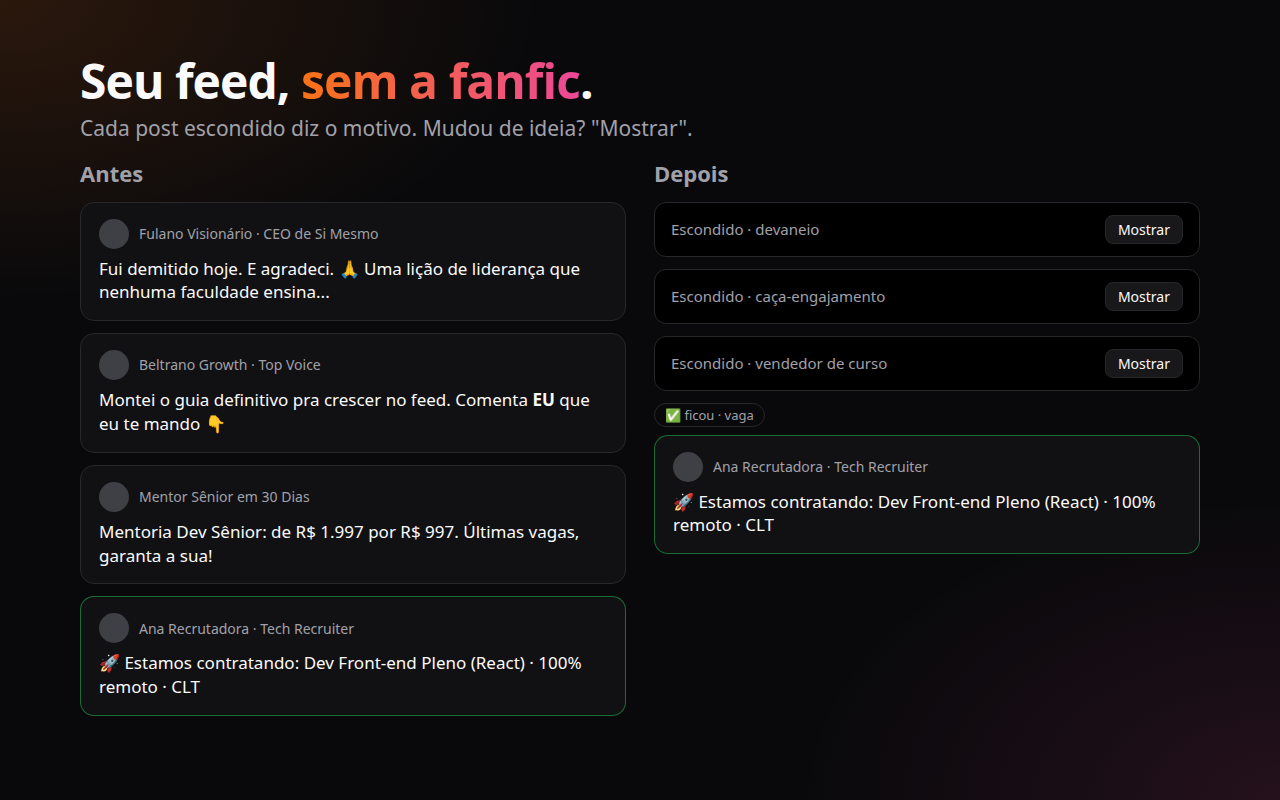 Seu feed, sem a fanfic.
Cada post escondido diz o motivo. Mudou de ideia? "Mostrar".
Antes
Fulano Visionário · CEO de Si Mesmo
Fui demitido hoje. E agradeci. 🙏 Uma lição de liderança que
nenhuma faculdade ensina...
Beltrano Growth · Top Voice
Montei o guia definitivo pra crescer no feed. Comenta EU que
eu te mando 👇
Mentor Sênior em 30 Dias
Mentoria Dev Sênior: de R$ 1.997 por R$ 997. Últimas vagas,
garanta a sua!
Ana Recrutadora · Tech Recruiter
🚀 Estamos contratando: Dev Front-end Pleno (React) · 100%
remoto · CLT
Depois
Escondido · devaneio Mostrar
Escondido · caça-engajamento Mostrar
Escondido · vendedor de curso Mostrar
✅ ficou · vaga
Ana Recrutadora · Tech Recruiter
🚀 Estamos contratando: Dev Front-end Pleno (React) · 100%
remoto · CLT